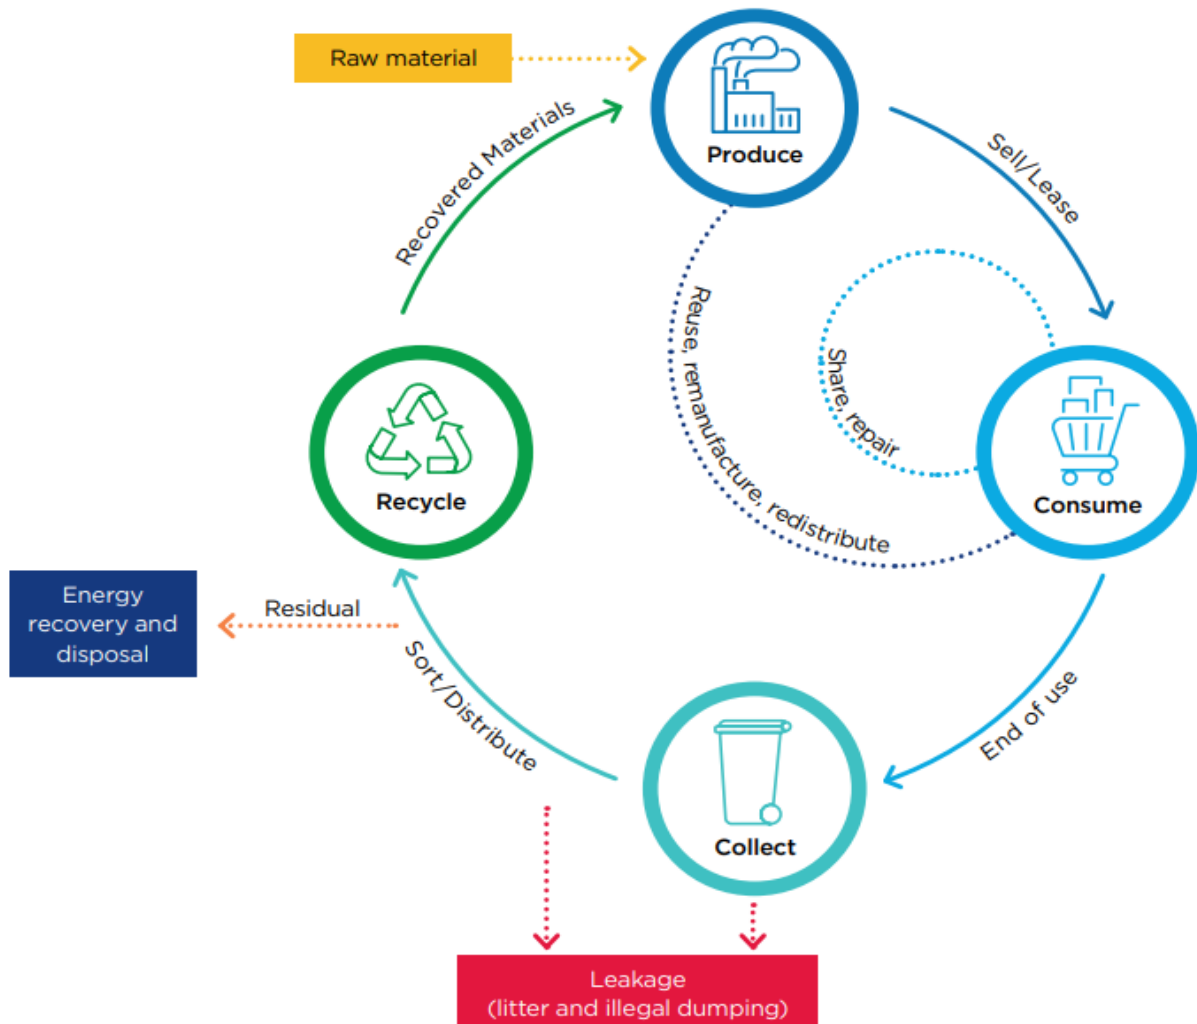 Raw material
Produce
Recovered Materials
Sell/Lease
Reuse, remanufacture, redistribute
Share, repair
Recycle
Consume
Energy
recovery and
disposal
Residual
Sort/Distribute
End of use
Collect
Leakage
(litter and illegal dumping)